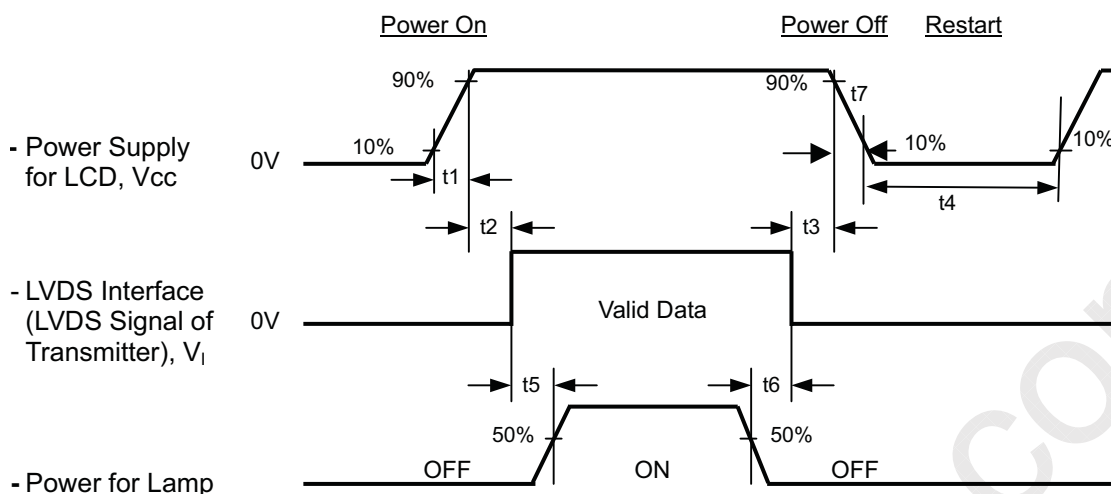 Power On Power Off Restart
90% 90% t7
10% 10% 10%
- Power Supply
for LCD, Vcc
0V
t1 t4
t2 t3
- LVDS Interface
(LVDS Signal of
Transmitter), VI
0V
Valid Data
t5 t6
50% 50%
- Power for Lamp
OFF ON OFF